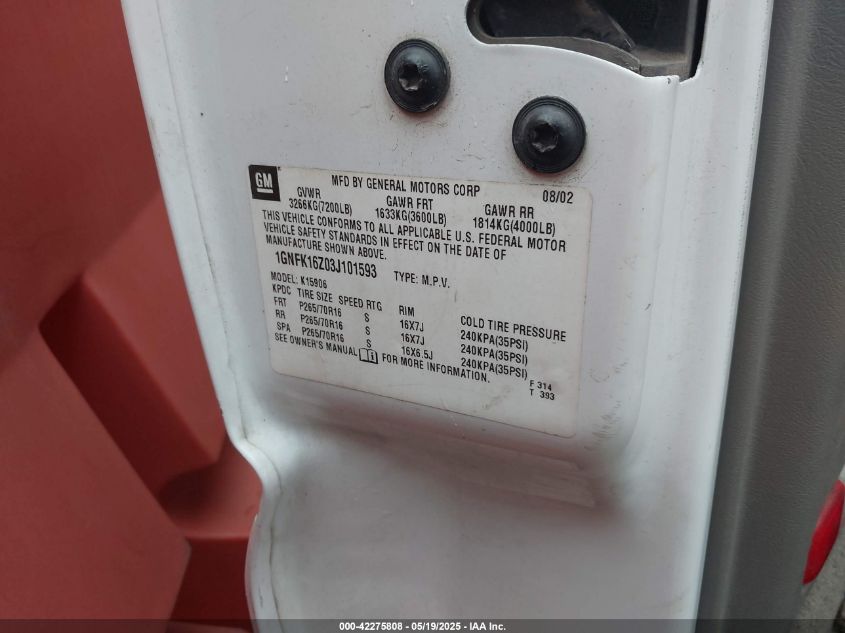 GM
MFD BY GENERAL MOTORS CORP 08/02
GVWR GAWR FRT GAWR RR
3266KG(7200LB) 1633KG(3600LB) 1814KG(4000LB)
THIS VEHICLE CONFORMS TO ALL APPLICABLE U.S. FEDERAL MOTOR
VEHICLE SAFETY STANDARDS IN EFFECT ON THE DATE OF
MANUFACTURE SHOWN ABOVE.
1GNFK16Z03J101593 TYPE: M.P.V.
MODEL: K15906
KPDC TIRE SIZE SPEED RTG RIM COLD TIRE PRESSURE
FRT P265/70R16 S 16X7J 240KPA(35PSI)
RR P265/70R16 S 16X7J 240KPA(35PSI)
SPA P265/70R16 S 16X6.5J 240KPA(35PSI)
SEE OWNER'S MANUAL FOR MORE INFORMATION.
F 314
T 393
000-42275808 - 05/19/2025 - IAA Inc.